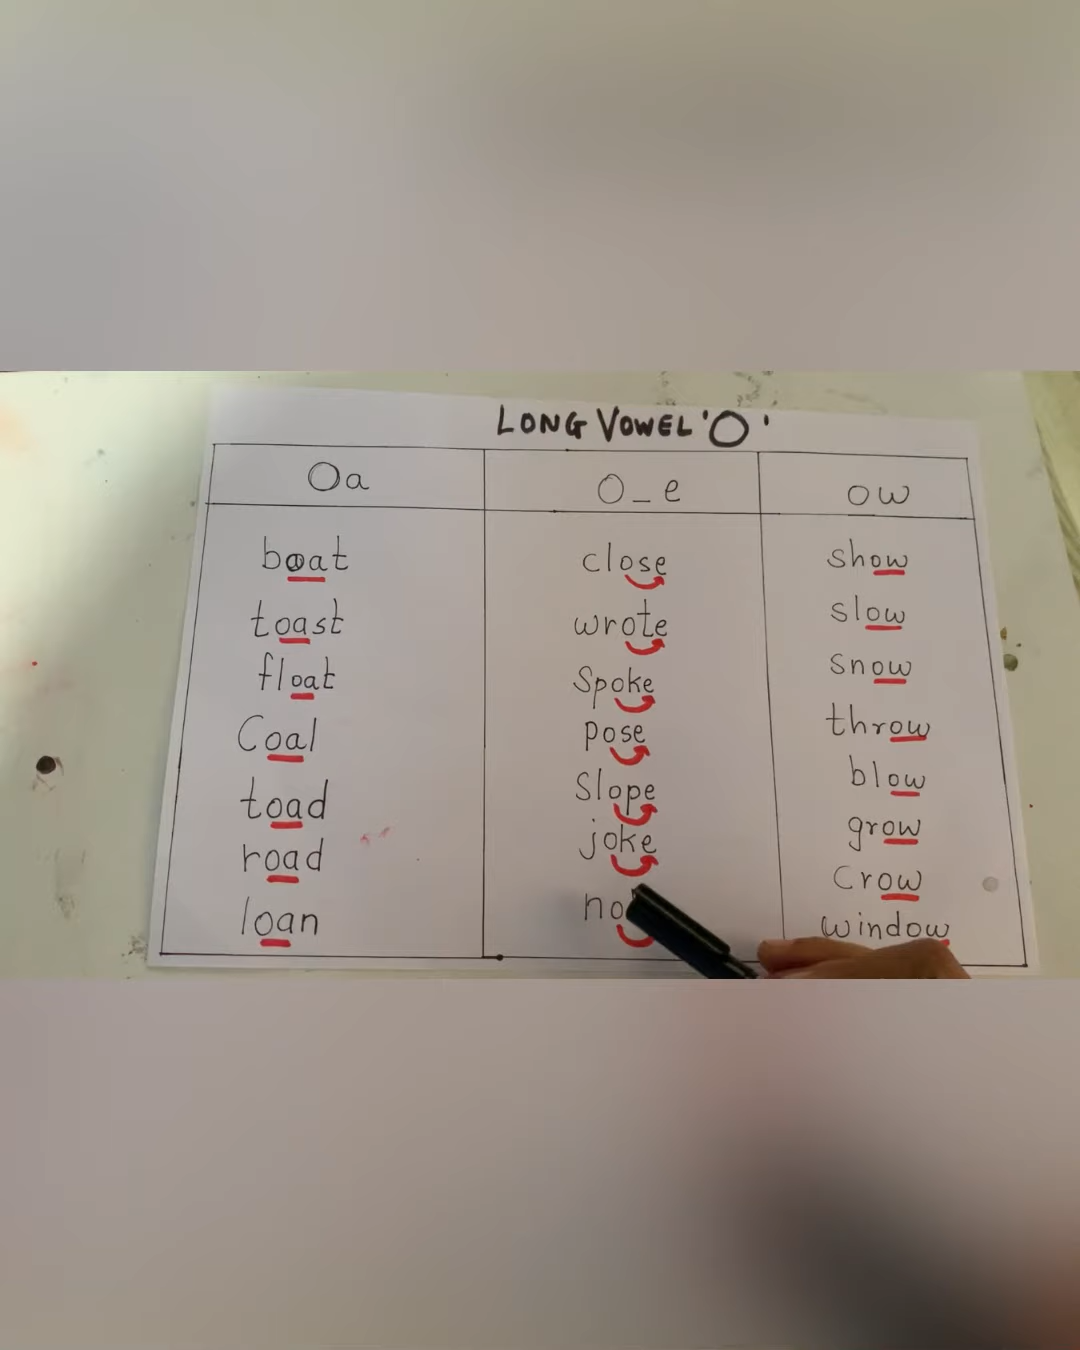 LONG VOWEL 'O'
Oa O_e ow
boat close show
toast wrote slow
float Spoke snow
Coal pose throw
toad Slope blow
road joke grow
loan crow
window